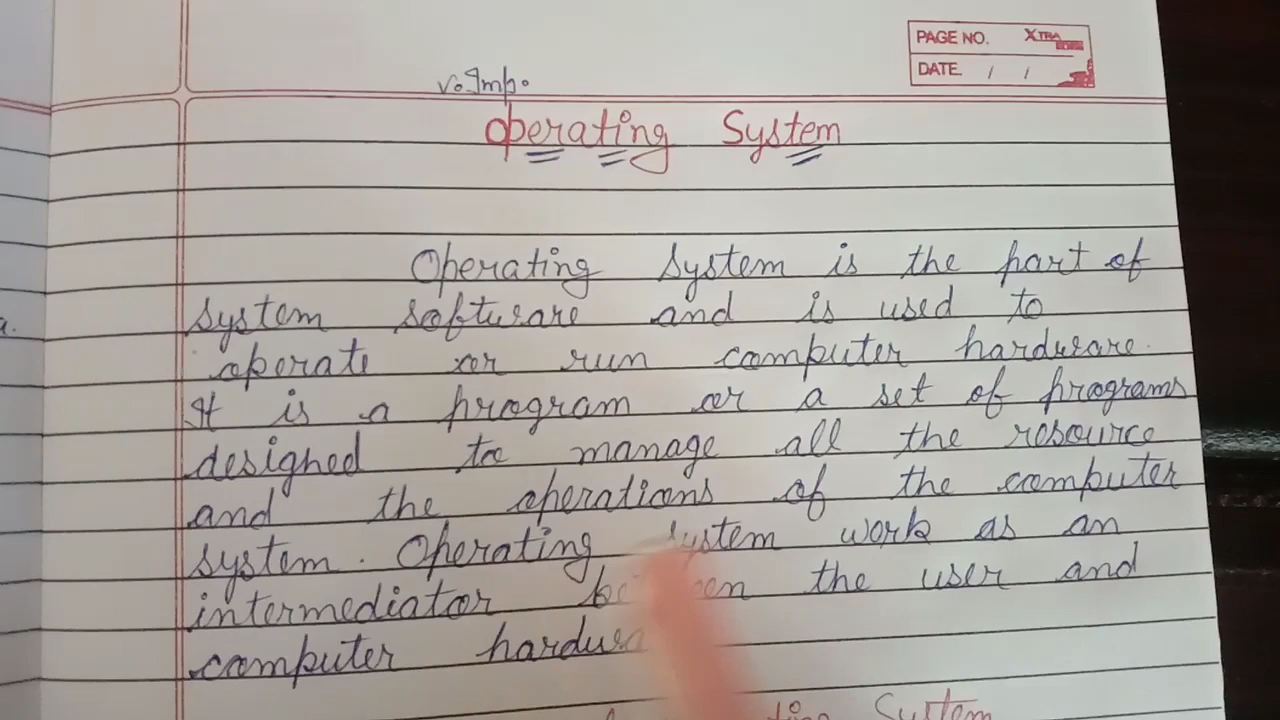 PAGE NO. XTRA
DATE / /
V. Imp.
Operating System
Operating System is the part of
system software and is used to
operate or run computer hardware.
It is a program or a set of programs
designed to manage all the resource
and the operations of the computer
system. Operating system work as an
intermediator the user and
computer
System
a.